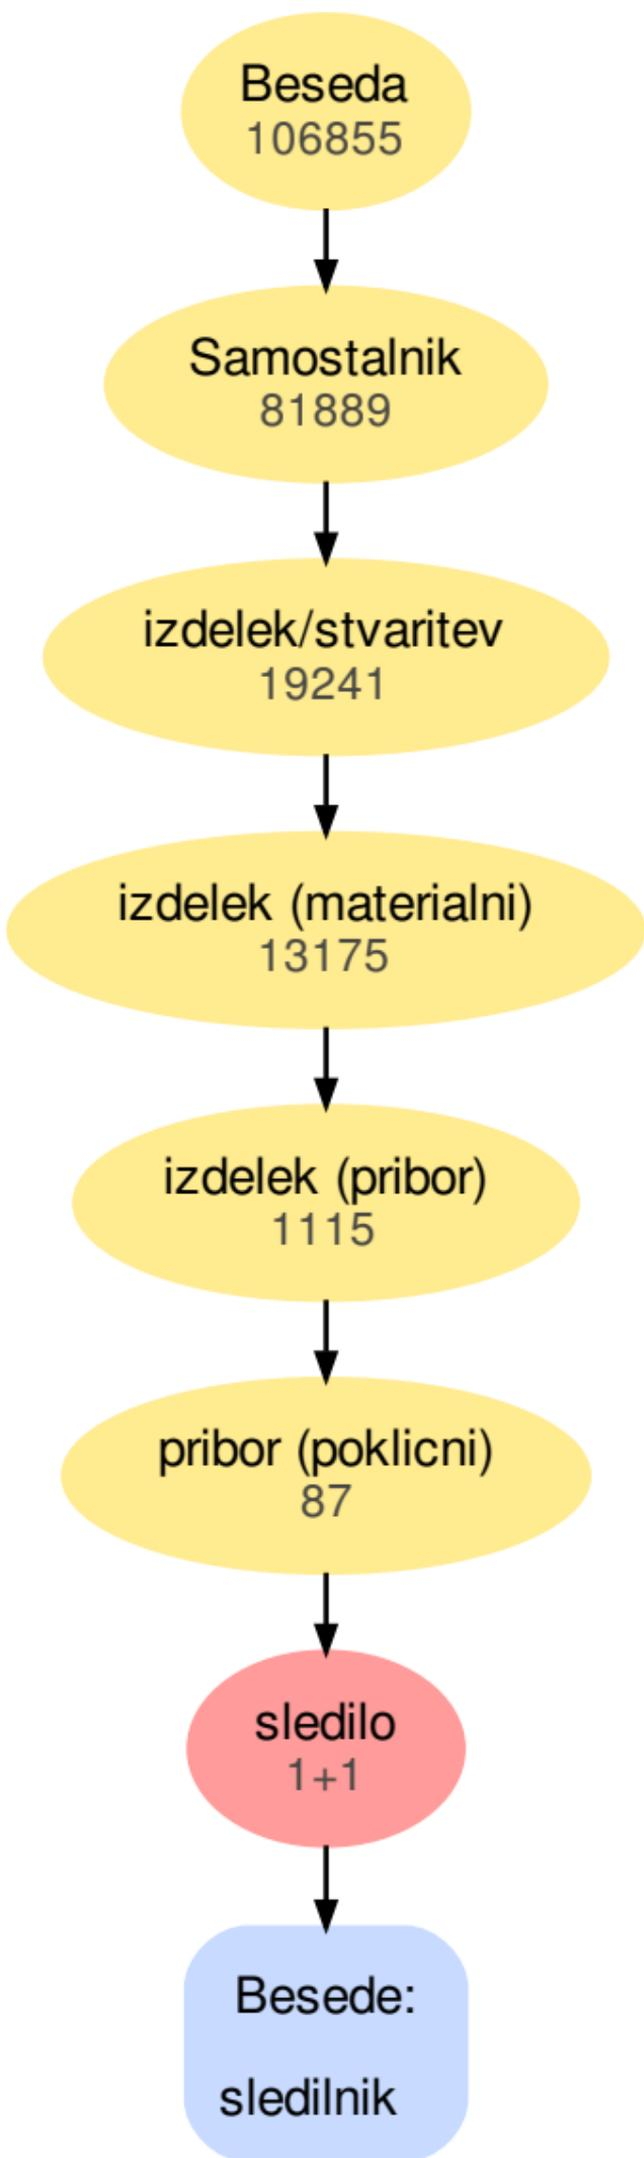 Beseda
106855
Samostalnik
81889
izdelek/stvaritev
19241
izdelek (materialni)
13175
izdelek (pribor)
1115
pribor (poklicni)
87
sledilo
1+1
Besede:
sledilnik